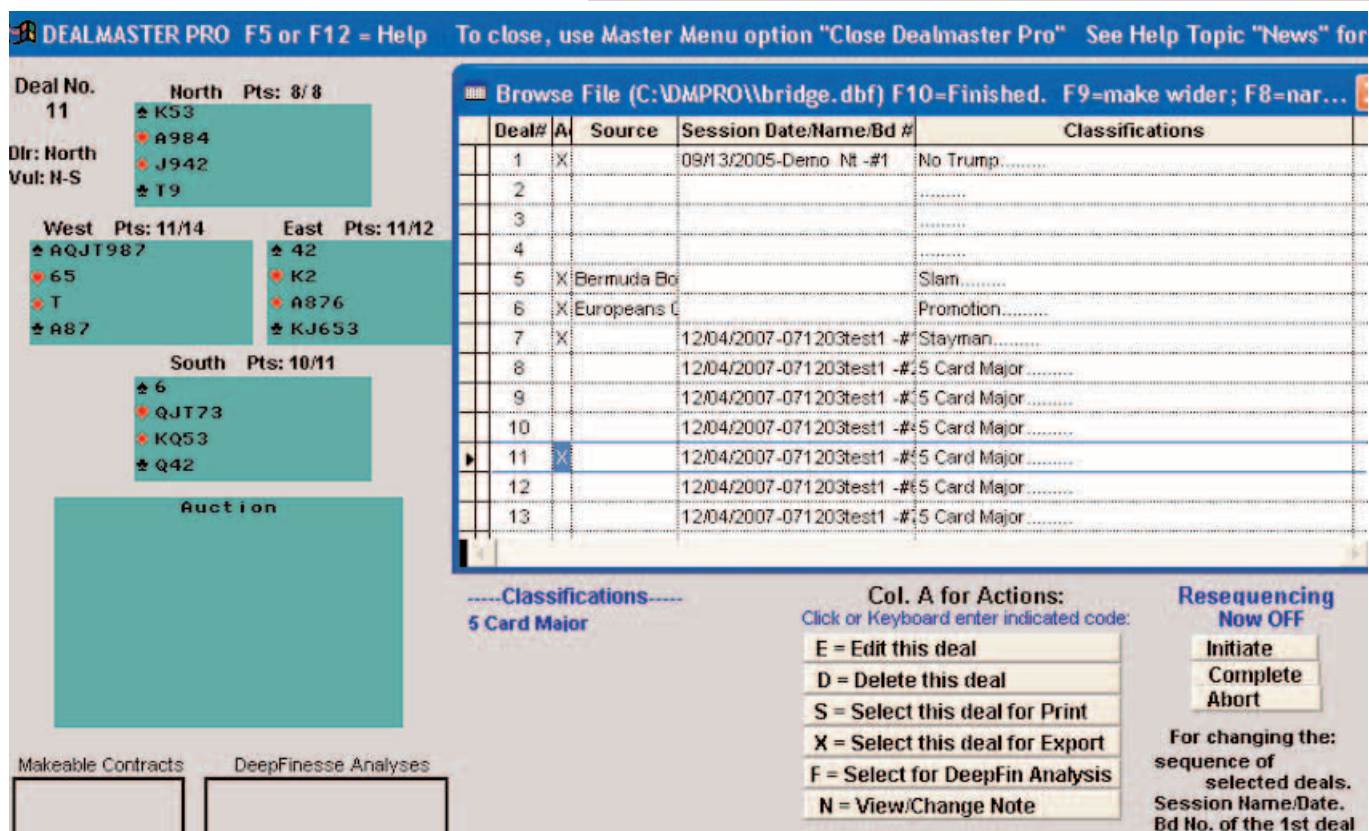 DEALMASTER PRO F5 or F12 = Help To close, use Master Menu option "Close Dealmaster Pro" See Help Topic "News" for
Deal No.
11
Dlr: North
Vul: N-S
North Pts: 8/8
♠ K53
♥ A984
♦ J942
♣ T9
West Pts: 11/14
♠ AQJT987
♥ 65
♦ T
♣ A87
East Pts: 11/12
♠ 42
♥ K2
♦ A876
♣ KJ653
South Pts: 10/11
♠ 6
♥ QJT73
♦ KQ53
♣ Q42
Auction
Makeable Contracts
DeepFinesse Analyses
Browse File (C:\DMPRO\\bridge.dbf) F10=Finished. F9=make wider; F8=nar...
Deal# A Source Session Date/Name/Bd # Classifications
1 X 09/13/2005-Demo Nt -#1 No Trump.........
2 .........
3 .........
4 .........
5 X Bermuda Bo Slam.........
6 X Europeans Promotion.........
7 X 12/04/2007-071203test1 -# Stayman.........
8 12/04/2007-071203test1 -#2 5 Card Major.........
9 12/04/2007-071203test1 -#3 5 Card Major.........
10 12/04/2007-071203test1 -#4 5 Card Major.........
11 X 12/04/2007-071203test1 -#5 5 Card Major.........
12 12/04/2007-071203test1 -#6 5 Card Major.........
13 12/04/2007-071203test1 -#7 5 Card Major.........
-----Classifications-----
5 Card Major
Col. A for Actions:
Click or Keyboard enter indicated code:
E = Edit this deal
D = Delete this deal
S = Select this deal for Print
X = Select this deal for Export
F = Select for DeepFin Analysis
N = View/Change Note
Resequencing
Now OFF
Initiate
Complete
Abort
For changing the:
sequence of
selected deals.
Session Name/Date.
Bd No. of the 1st deal